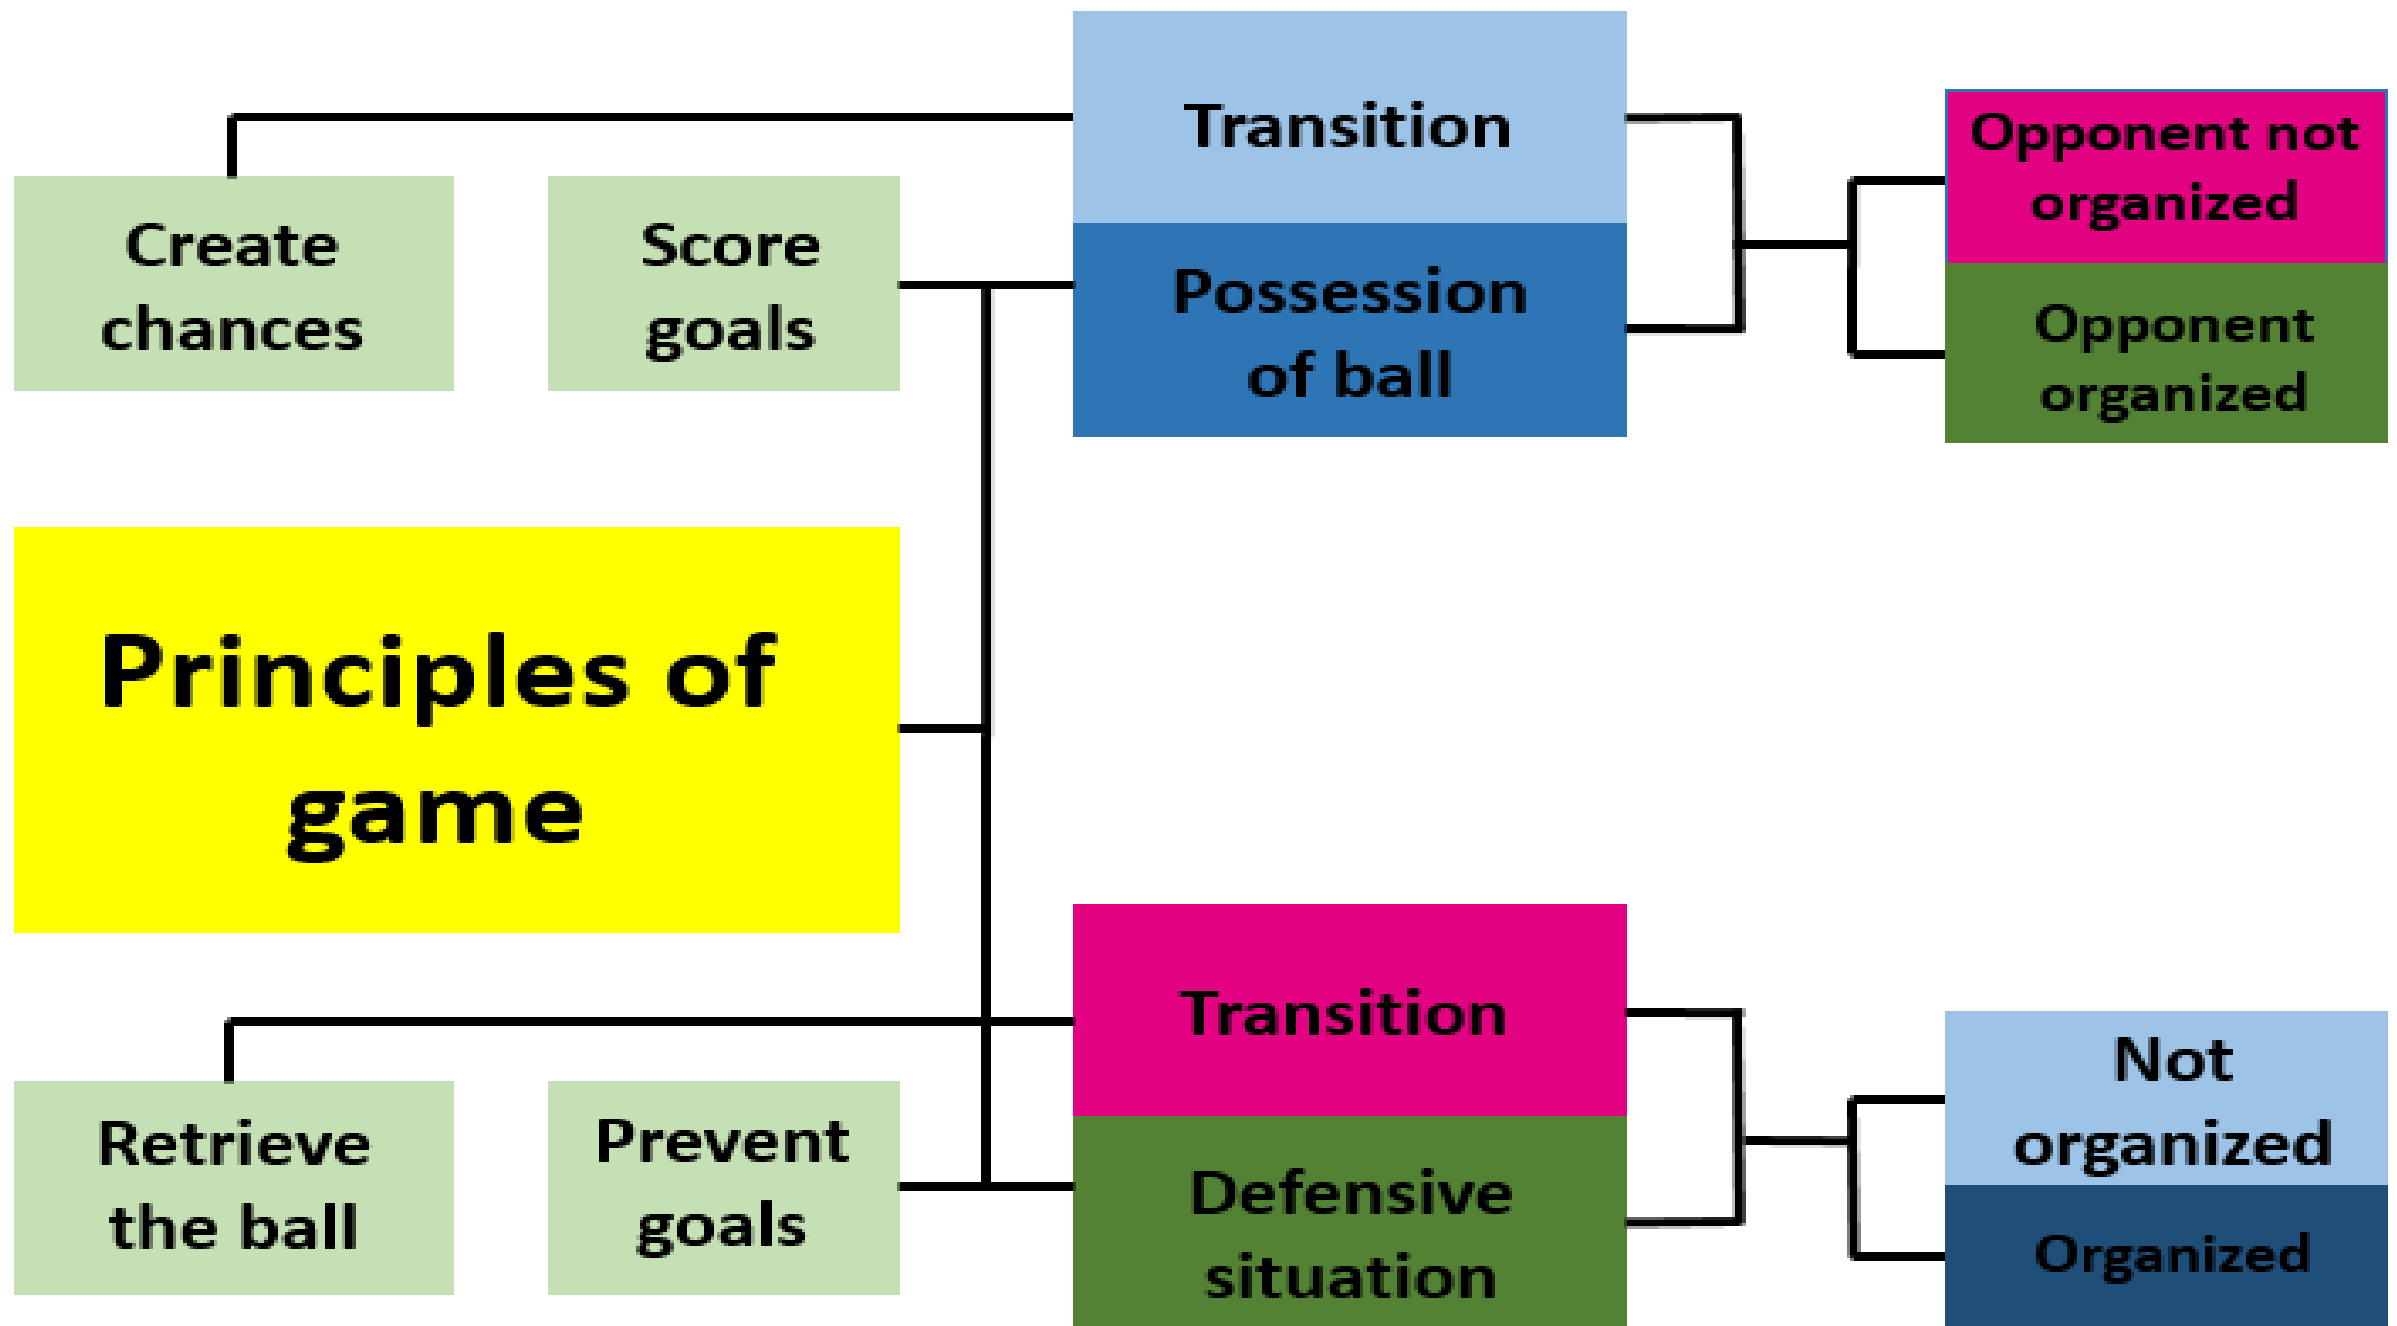 Transition
Opponent not
organized
Create
chances
Score
goals
Possession
of ball
Opponent
organized
Principles of
game
Transition
Not
organized
Retrieve
the ball
Prevent
goals
Defensive
situation
Organized